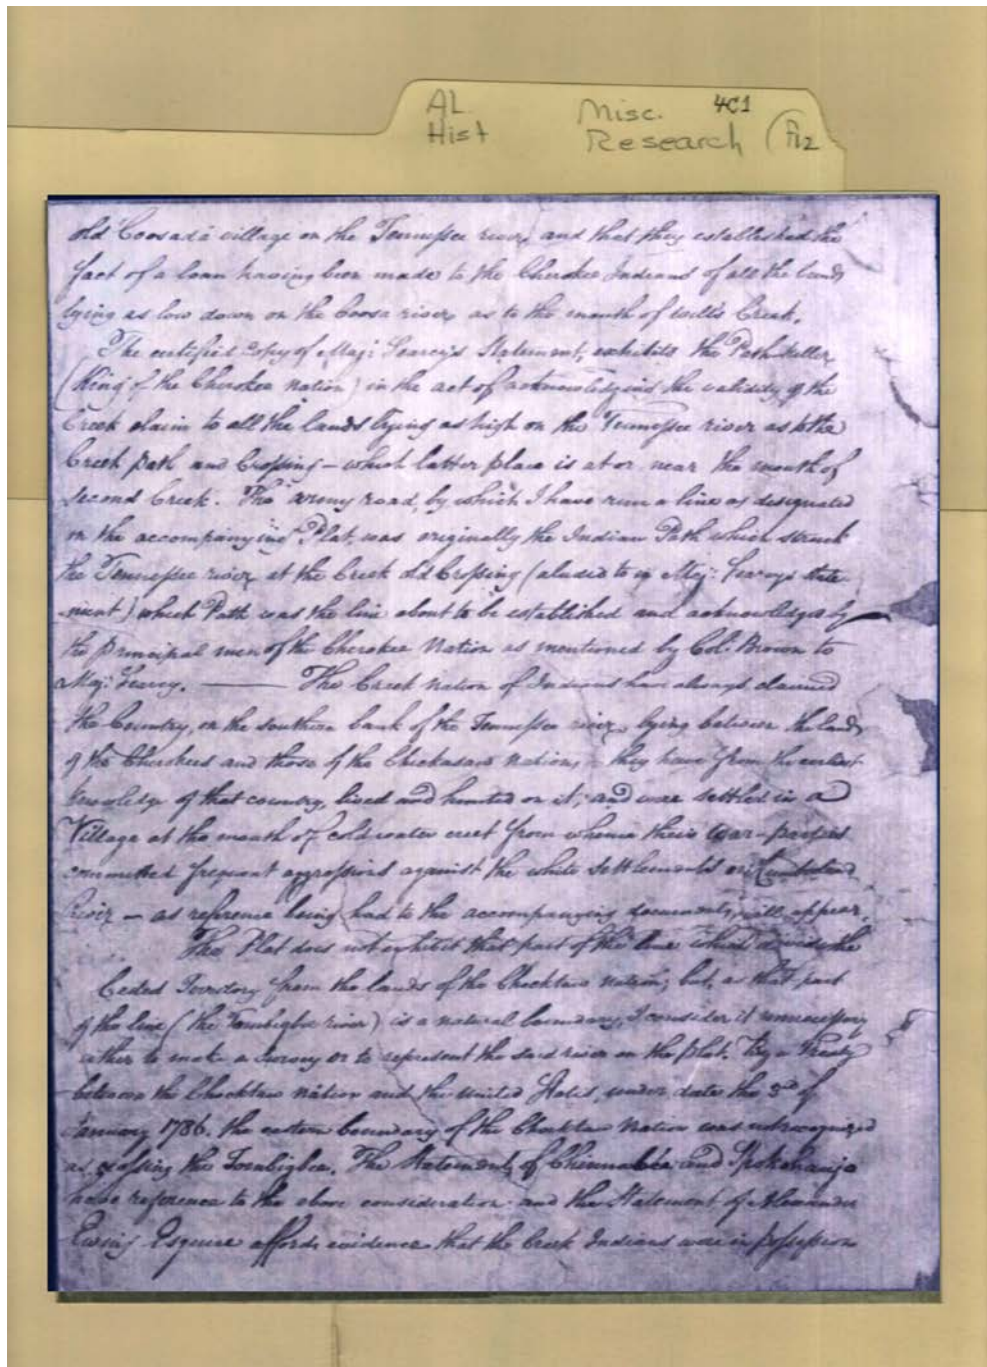 AL Misc. 4C1
Hist Research
old Coosada village on the Tennessee river, and that they established the
fact of a loan having been made to the Cherokee Indians of all the lands
lying as low down on the Coosa river, as to the mouth of Will's Creek.
The certified copy of Maj: Searcy's Statement, exhibits the Path Killer
(King of the Cherokee nation) in the act of acknowledging the validity of the
Creek claim to all the lands lying as high on the Tennessee river as to the
Creek path and Crossing – which latter place is at or near the mouth of
Second Creek. The army road, by which I have run a line as designated
on the accompanying Plat, was originally the Indian Path which struck
the Tennessee river at the Creek old Crossing (aluded to in Maj: Searcy's State
ment) which Path was the line about to be established and acknowledged by
the principal men of the Cherokee Nation as mentioned by Col: Brown to
Maj: Searcy. — The Creek nation of Indians have always claimed
the Country, on the southern bank of the Tennessee river, lying between the lands
of the Cherokees and those of the Chickasaw nation, – they have from the earliest
knowledge of that country, lived and hunted on it; and were settled in a
Village at the mouth of cold water creek from whence their war-parties
committed frequent aggressions against the white settlements on Cumberland
River – as reference being had to the accompanying documents, will appear.
The Plat does not exhibit that part of the line which divides the
Ceded Territory from the lands of the Chocktaw nation; but, as that part
of the line (the Tombigbee river) is a natural boundary, I consider it unnecessary
either to make a survey or to represent the said river on the plat. By a Treaty
between the Chocktaw nation and the United States, under date the 3rd of
January 1786. the eastern boundary of the Chocktaw Nation was not recognized
as crossing the Tombigbee. The Statements of Chinnabee and
have reference to the above consideration and the Statement of Alexander
Ewing Esquire affords evidence that the Creek Indians were in possession